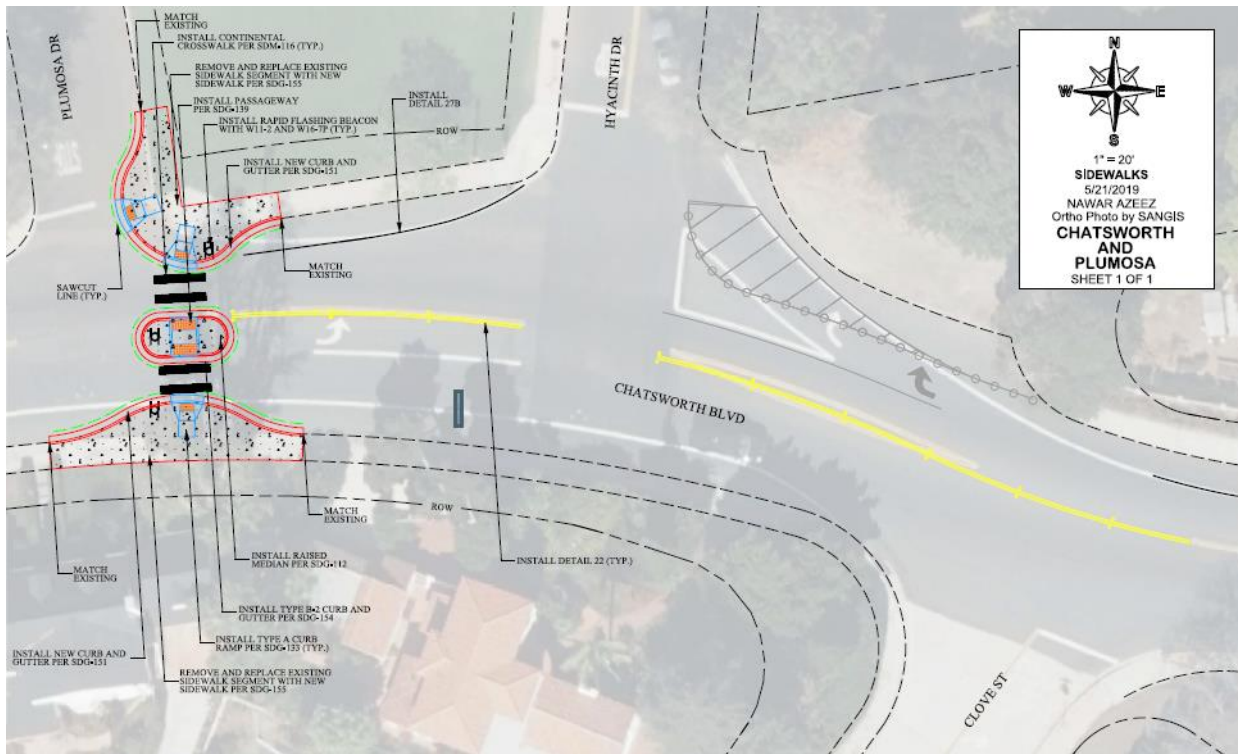 MATCH
EXISTING
INSTALL CONTINENTAL
CROSSWALK PER SDM-116 (TYP.)
REMOVE AND REPLACE EXISTING
SIDEWALK SEGMENT WITH NEW
SIDEWALK PER SDG-155
INSTALL PASSAGEWAY
PER SDG-139
INSTALL RAPID FLASHING BEACON
WITH W11-2 AND W16-7P (TYP.)
INSTALL NEW CURB AND
GUTTER PER SDG-151
INSTALL
DETAIL 27B
PLUMOSA DR
HYACINTH DR
ROW
N
W
E
S
1" = 20'
SIDEWALKS
5/21/2019
NAWAR AZEEZ
Ortho Photo by SANGIS
CHATSWORTH
AND
PLUMOSA
SHEET 1 OF 1
SAWCUT
LINE (TYP.)
MATCH
EXISTING
CHATSWORTH BLVD
ROW
MATCH
EXISTING
INSTALL RAISED
MEDIAN PER SDG-112
INSTALL DETAIL 22 (TYP.)
MATCH
EXISTING
INSTALL TYPE B-2 CURB AND
GUTTER PER SDG-154
INSTALL TYPE A CURB
RAMP PER SDG-133 (TYP.)
INSTALL NEW CURB AND
GUTTER PER SDG-151
REMOVE AND REPLACE EXISTING
SIDEWALK SEGMENT WITH NEW
SIDEWALK PER SDG-155
CLOVE ST